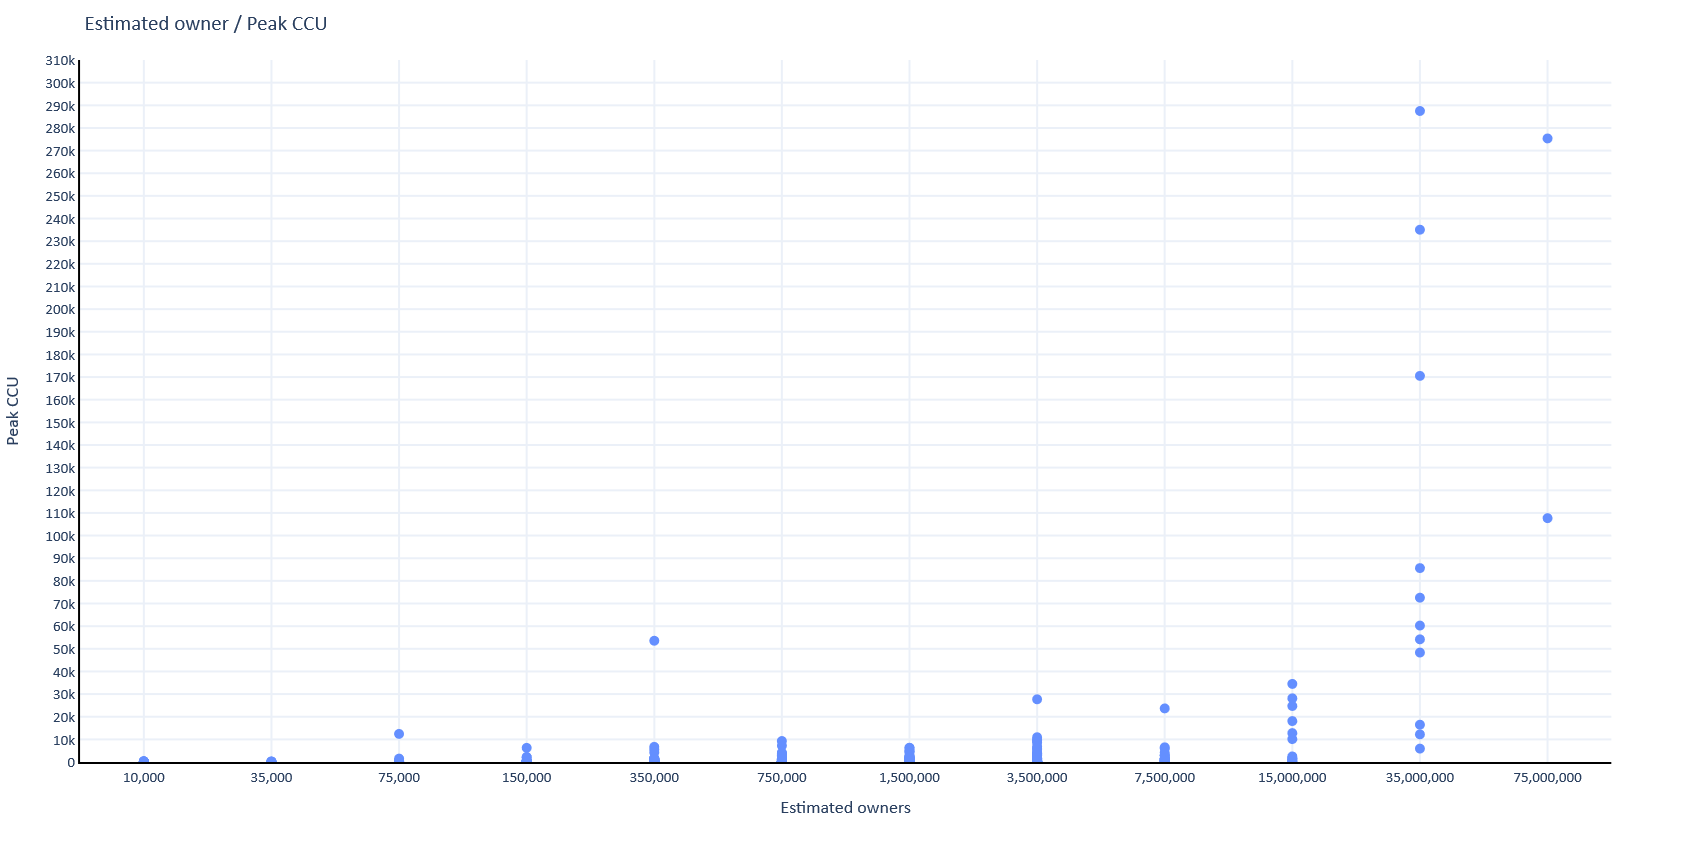 Estimated owner / Peak CCU
310k
300k
290k
280k
270k
260k
250k
240k
230k
220k
210k
200k
190k
180k
170k
160k
150k
140k
130k
120k
110k
100k
90k
80k
70k
60k
50k
40k
30k
20k
10k
0
Peak CCU
10,000 35,000 75,000 150,000 350,000 750,000 1,500,000 3,500,000 7,500,000 15,000,000 35,000,000 75,000,000
Estimated owners